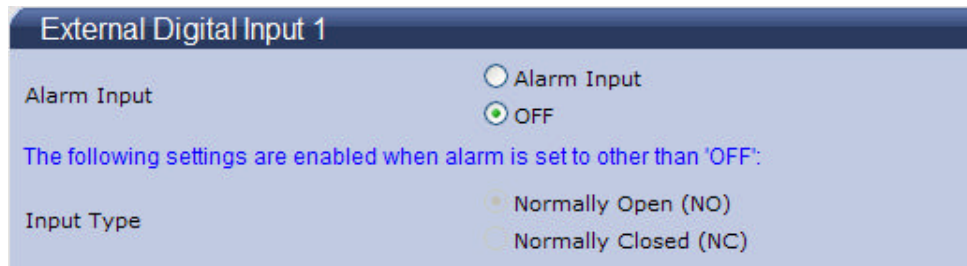 External Digital Input 1
Alarm Input
Alarm Input
OFF
The following settings are enabled when alarm is set to other than 'OFF':
Input Type
Normally Open (NO)
Normally Closed (NC)